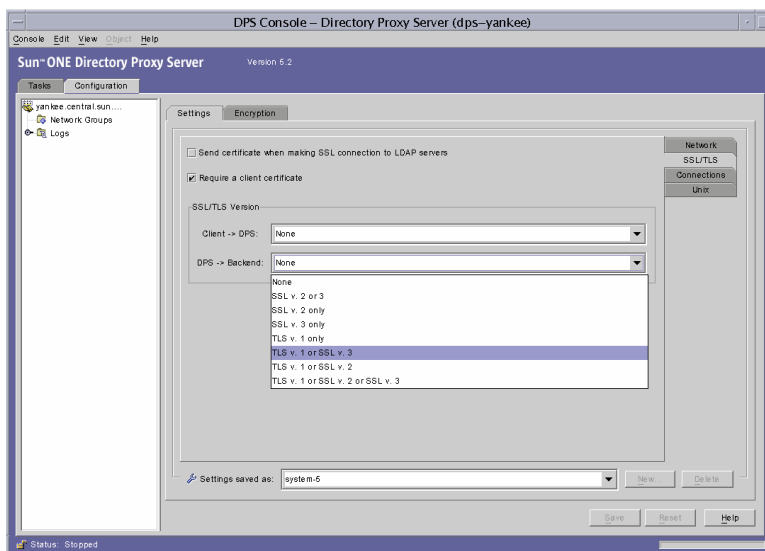 DPS Console – Directory Proxy Server (dps–yankee)
Console Edit View Object Help
Sun™ ONE Directory Proxy Server Version 5.2
Tasks Configuration
yankee.central.sun....
Network Groups
Logs
Settings Encryption
Send certificate when making SSL connection to LDAP servers
Require a client certificate
Network
SSL/TLS
Connections
Unix
SSL/TLS Version
Client -> DPS: None
DPS -> Backend: None
None
SSL v. 2 or 3
SSL v. 2 only
SSL v. 3 only
TLS v. 1 only
TLS v. 1 or SSL v. 3
TLS v. 1 or SSL v. 2
TLS v. 1 or SSL v. 2 or SSL v. 3
Settings saved as: system-5 New... Delete
Save Reset Help
Status: Stopped